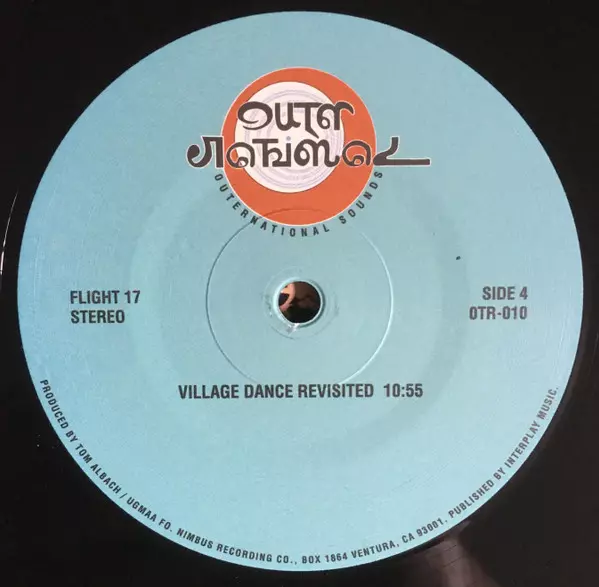 OUTRE
NATIONAL
OUTERNATIONAL SOUNDS
FLIGHT 17
STEREO
SIDE 4
OTR-010
VILLAGE DANCE REVISITED 10:55
PRODUCED BY TOM ALBACH / UGMAA FO. NIMBUS RECORDING CO., BOX 1864 VENTURA, CA 93001, PUBLISHED BY INTERPLAY MUSIC.